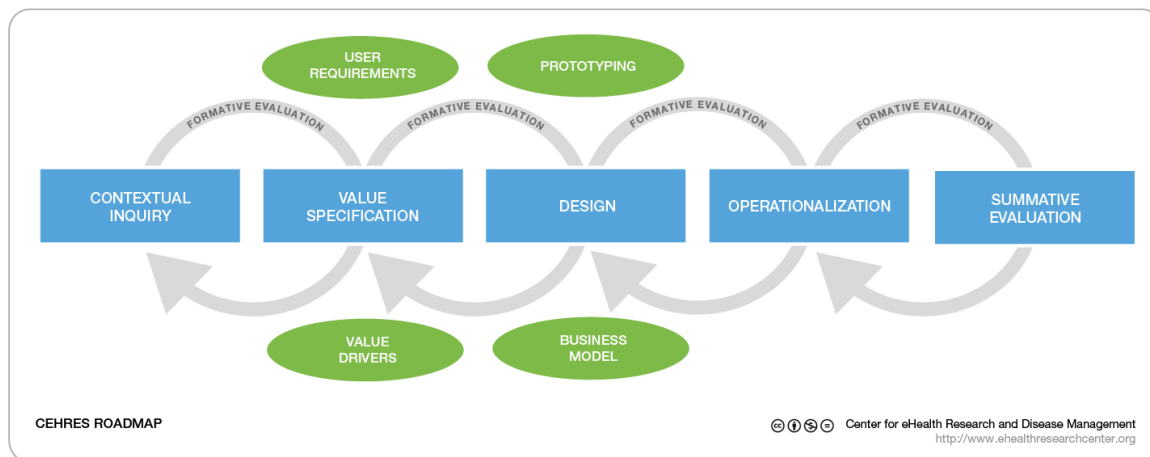 USER
REQUIREMENTS
PROTOTYPING
FORMATIVE EVALUATION
FORMATIVE EVALUATION
FORMATIVE EVALUATION
FORMATIVE EVALUATION
CONTEXTUAL
INQUIRY
VALUE
SPECIFICATION
DESIGN
OPERATIONALIZATION
SUMMATIVE
EVALUATION
VALUE
DRIVERS
BUSINESS
MODEL
CEHRES ROADMAP
cc Center for eHealth Research and Disease Management
http://www.ehealthresearchcenter.org